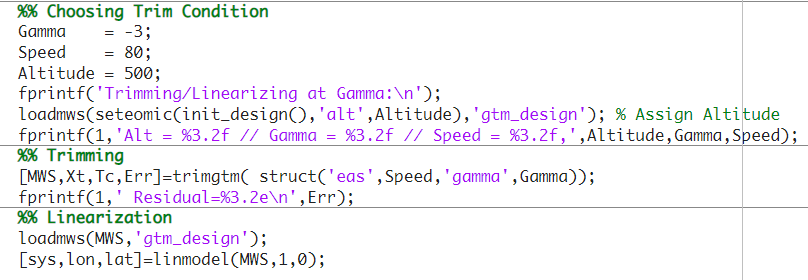 %% Choosing Trim Condition
Gamma    = -3;
Speed    = 80;
Altitude = 500;
fprintf('Trimming/Linearizing at Gamma:\n');
loadmws(seteomic(init_design(),'alt',Altitude),'gtm_design'); % Assign Altitude
fprintf(1,'Alt = %3.2f // Gamma = %3.2f // Speed = %3.2f,',Altitude,Gamma,Speed);
%% Trimming
[MWS,Xt,Tc,Err]=trimgtm( struct('eas',Speed,'gamma',Gamma));
fprintf(1,' Residual=%3.2e\n',Err);
%% Linearization
loadmws(MWS,'gtm_design');
[sys,lon,lat]=linmodel(MWS,1,0);